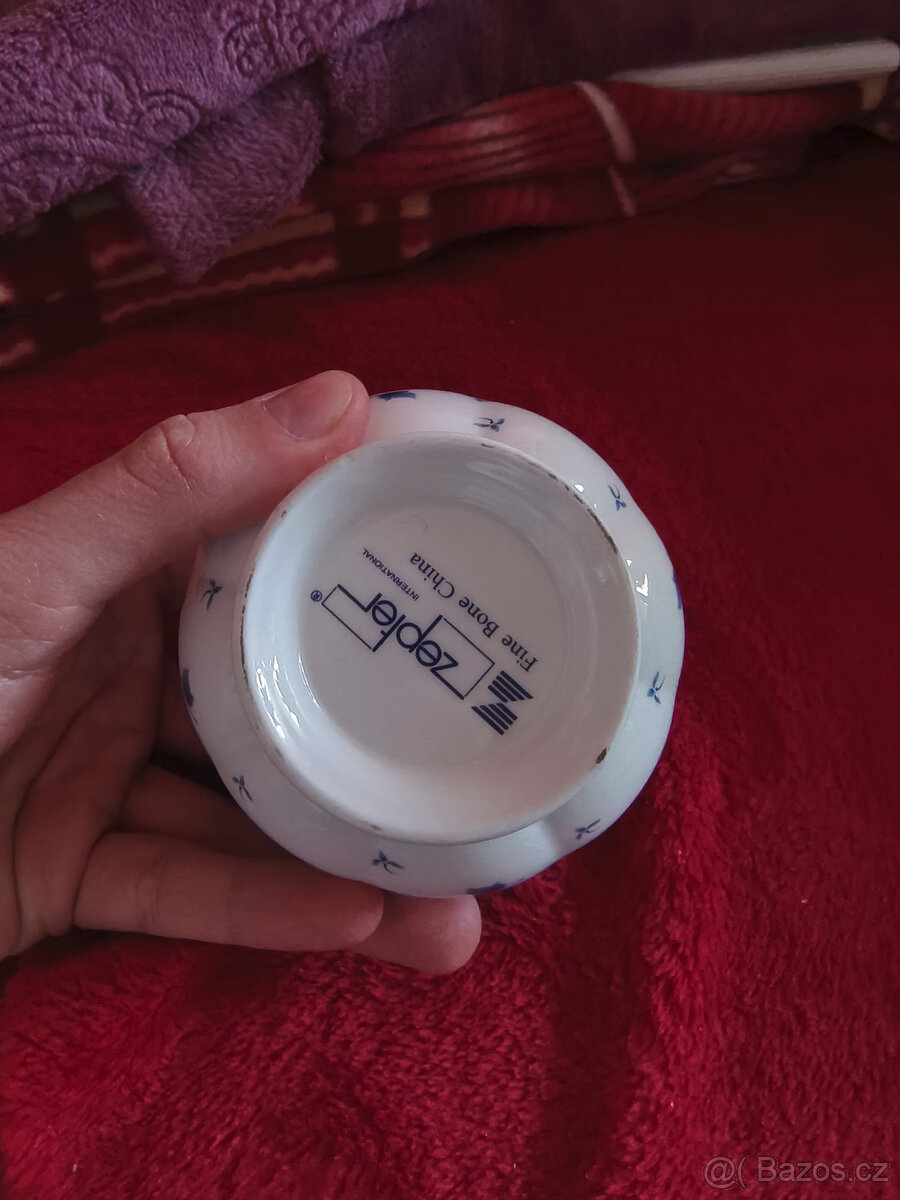 zepter®
INTERNATIONAL
Fine Bone China
@( Bazos.cz